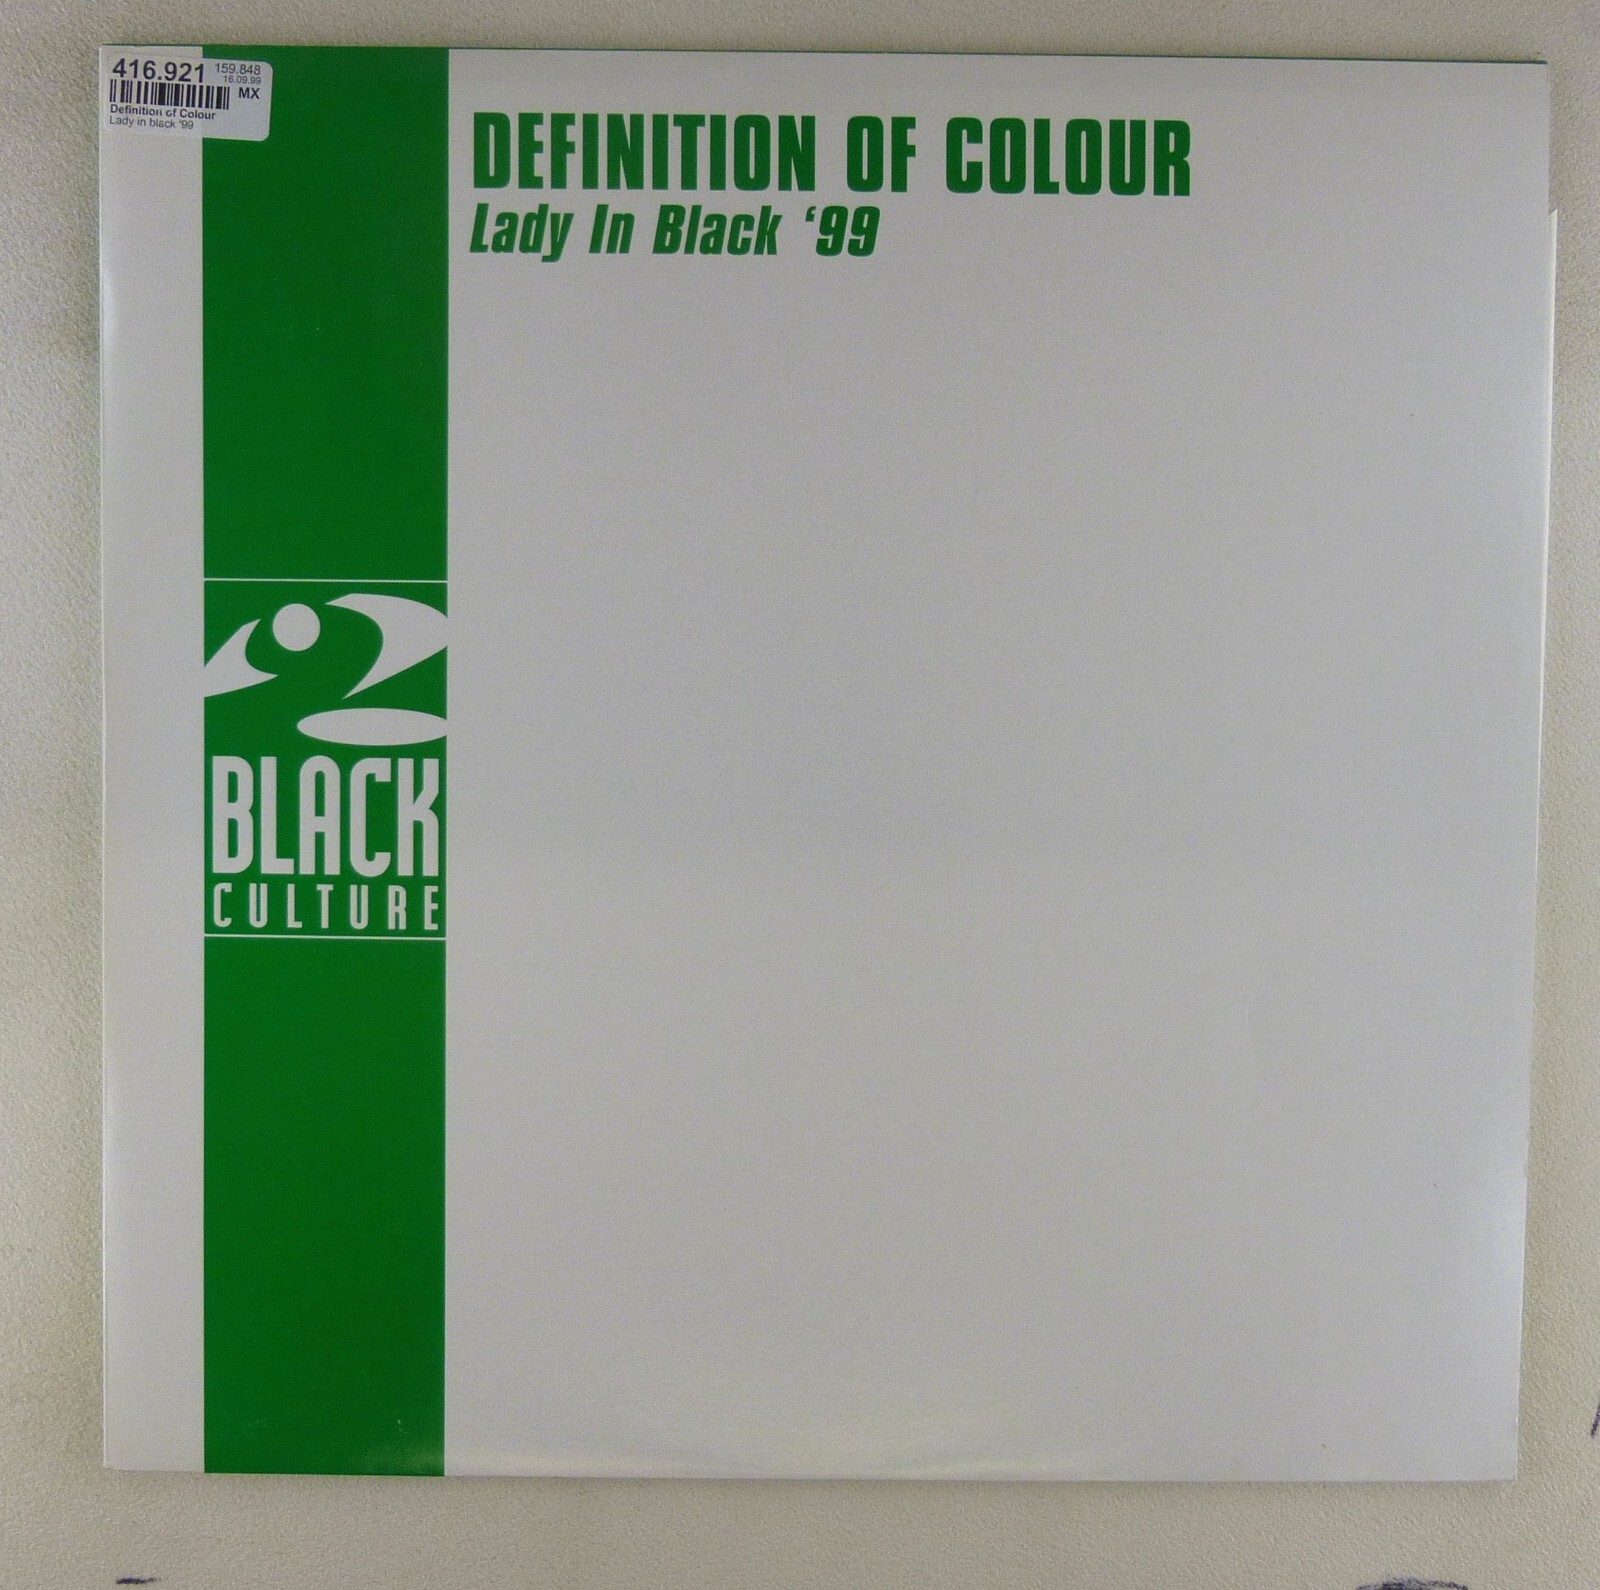 416.921 159.848
16.09.99
MX
Definition of Colour
Lady in black '99
DEFINITION OF COLOUR
Lady In Black ‘99
BLACK
CULTURE